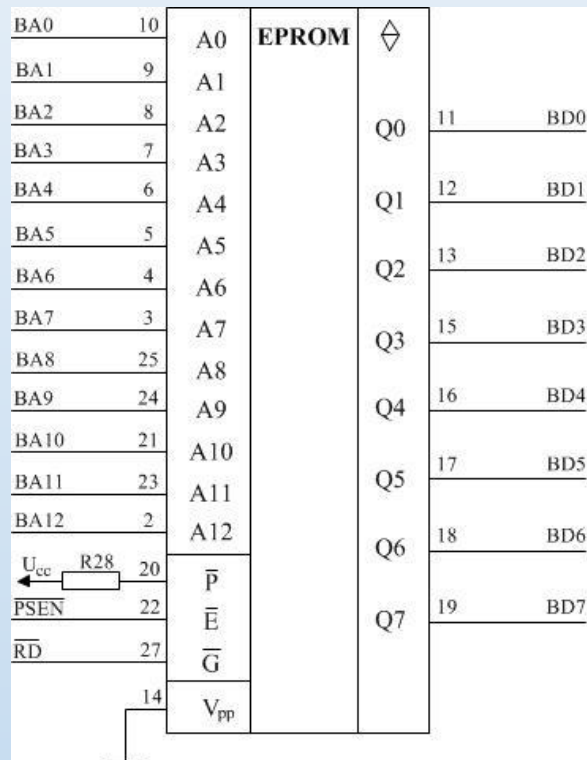 BA0 10 A0 EPROM
BA1 9 A1
BA2 8 A2 Q0 11 BD0
BA3 7 A3
BA4 6 A4 Q1 12 BD1
BA5 5 A5
BA6 4 A6 Q2 13 BD2
BA7 3 A7 Q3 15 BD3
BA8 25 A8
BA9 24 A9 Q4 16 BD4
BA10 21 A10
BA11 23 A11 Q5 17 BD5
BA12 2 A12 Q6 18 BD6
Ucc R28 20 P̅
P̅S̅E̅N̅ 22 E̅ Q7 19 BD7
R̅D̅ 27 G̅
14 Vpp